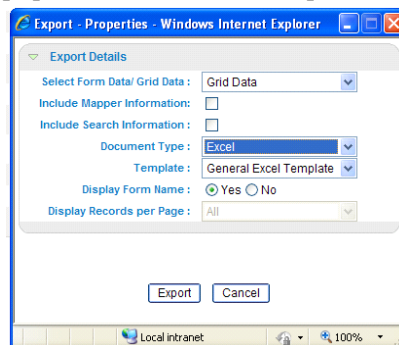 Export - Properties - Windows Internet Explorer
Export Details
Select Form Data/ Grid Data : Grid Data
Include Mapper Information:
Include Search Information :
Document Type : Excel
Template : General Excel Template
Display Form Name : Yes No
Display Records per Page : All
Export Cancel
Local intranet 100%